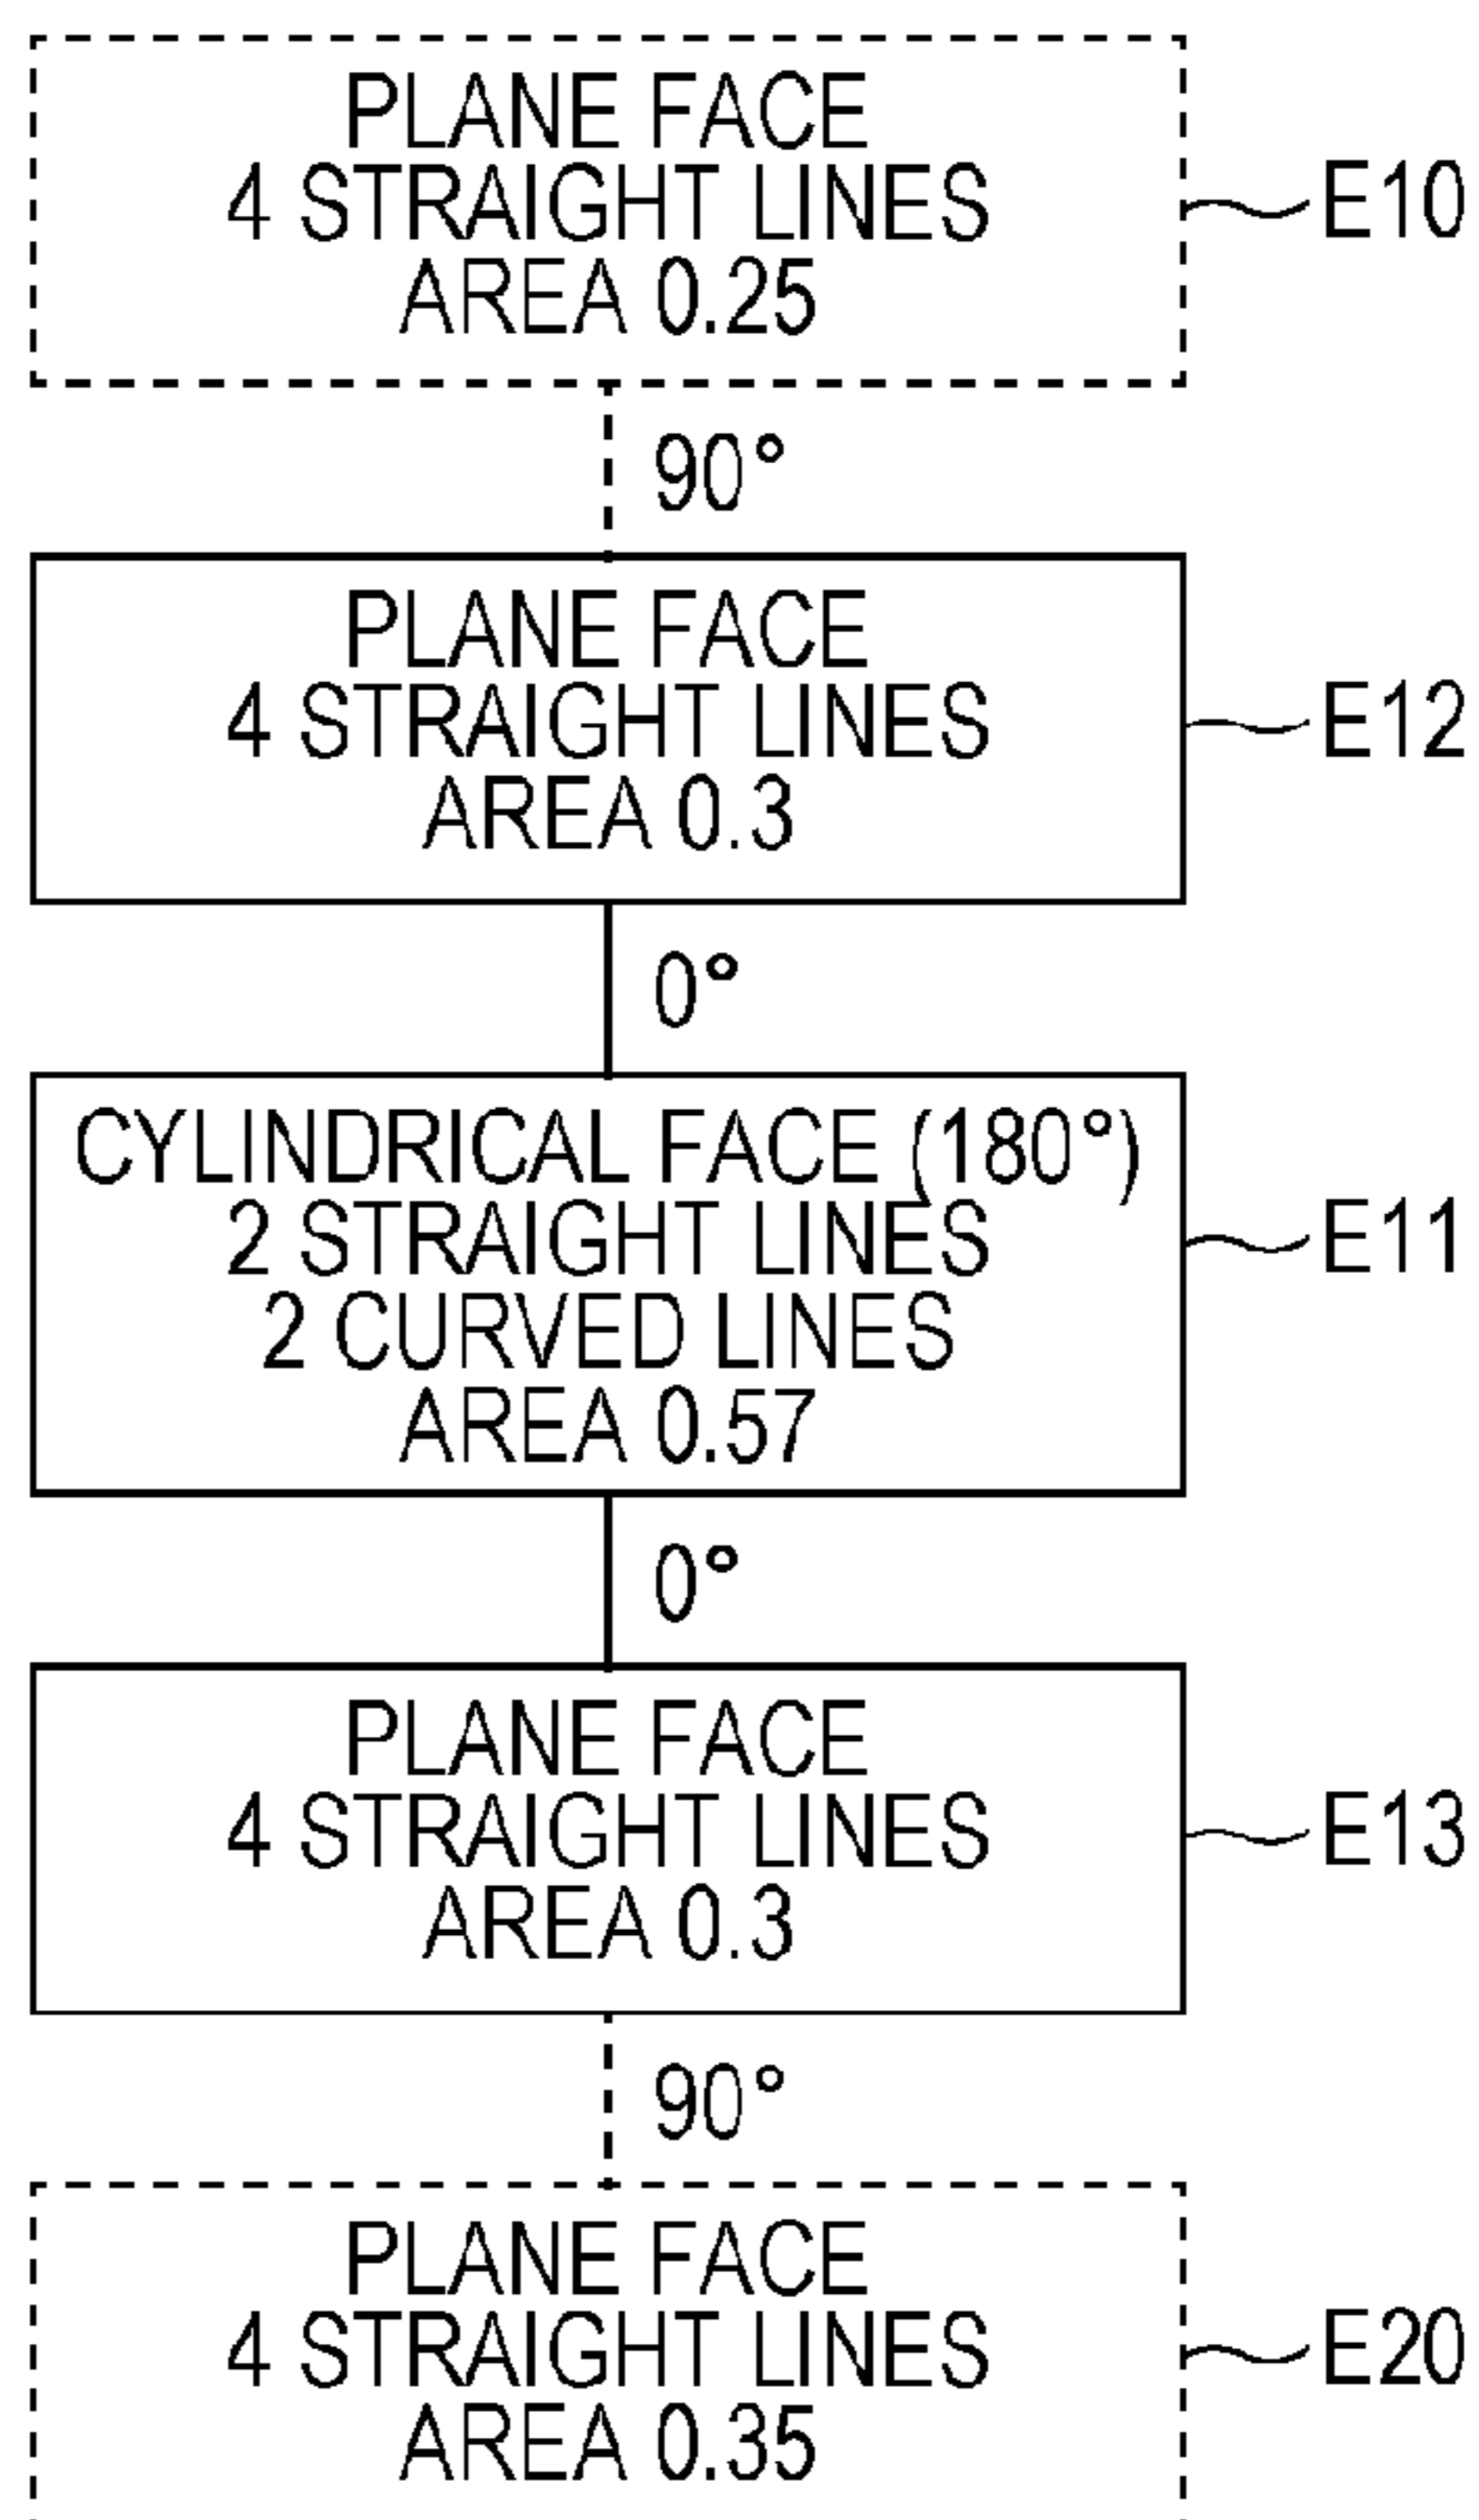 PLANE FACE
4 STRAIGHT LINES
AREA 0.25
E10
90°
PLANE FACE
4 STRAIGHT LINES
AREA 0.3
E12
0°
CYLINDRICAL FACE (180°)
2 STRAIGHT LINES
2 CURVED LINES
AREA 0.57
E11
0°
PLANE FACE
4 STRAIGHT LINES
AREA 0.3
E13
90°
PLANE FACE
4 STRAIGHT LINES
AREA 0.35
E20